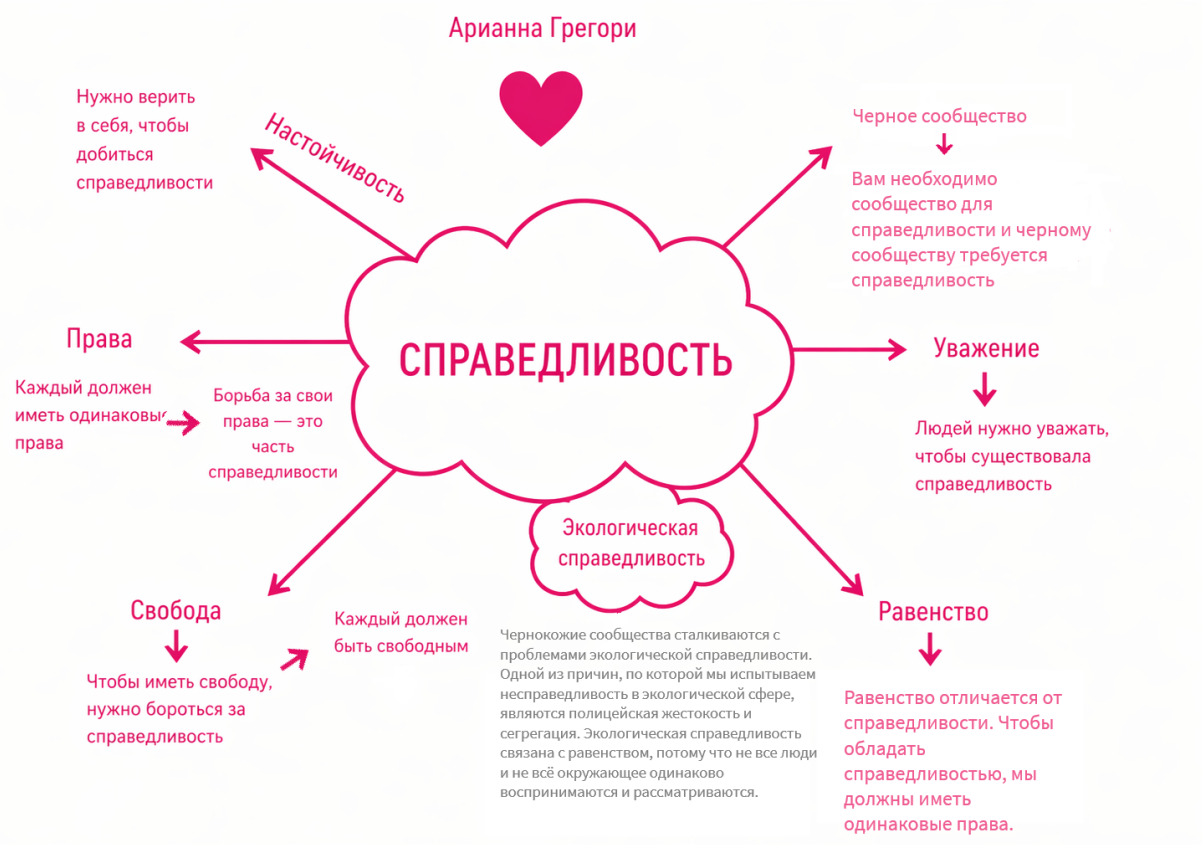 Арианна Грегори
Нужно верить
в себя, чтобы
добиться
справедливости
Настойчивость
Черное сообщество
Вам необходимо
сообщество для
справедливости и черному
сообществу требуется
справедливость
СПРАВЕДЛИВОСТЬ
Права
Каждый должен
иметь одинаковые
права
Борьба за свои
права — это
часть
справедливости
Уважение
Людей нужно уважать,
чтобы существовала
справедливость
Экологическая
справедливость
Чернокожие сообщества сталкиваются с
проблемами экологической справедливости.
Одной из причин, по которой мы испытываем
несправедливость в экологической сфере,
являются полицейская жестокость и
сегрегация. Экологическая справедливость
связана с равенством, потому что не все люди
и не всё окружающее одинаково
воспринимаются и рассматриваются.
Свобода
Чтобы иметь свободу,
нужно бороться за
справедливость
Каждый должен
быть свободным
Равенство
Равенство отличается от
справедливости. Чтобы
обладать
справедливостью, мы
должны иметь
одинаковые права.